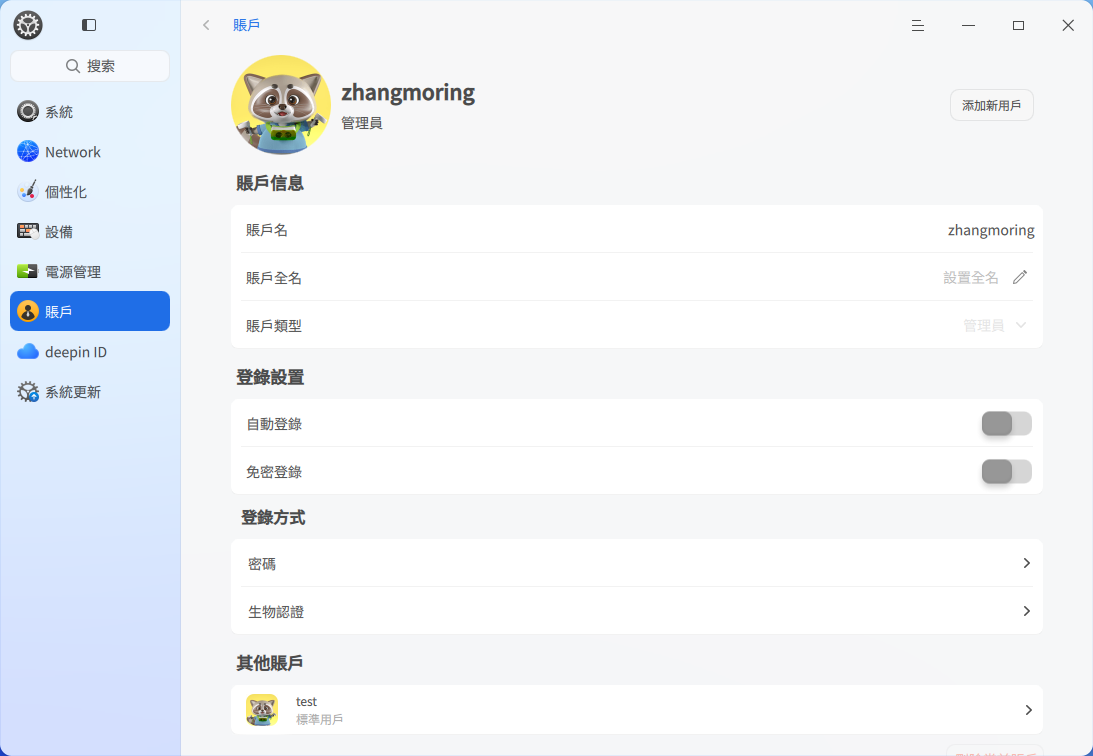 賬戶
搜索
系統
Network
個性化
設備
電源管理
賬戶
deepin ID
系統更新
zhangmoring
管理員
添加新用戶
賬戶信息
賬戶名
zhangmoring
賬戶全名
設置全名
賬戶類型
管理員
登錄設置
自動登錄
免密登錄
登錄方式
密碼
生物認證
其他賬戶
test
標準用戶